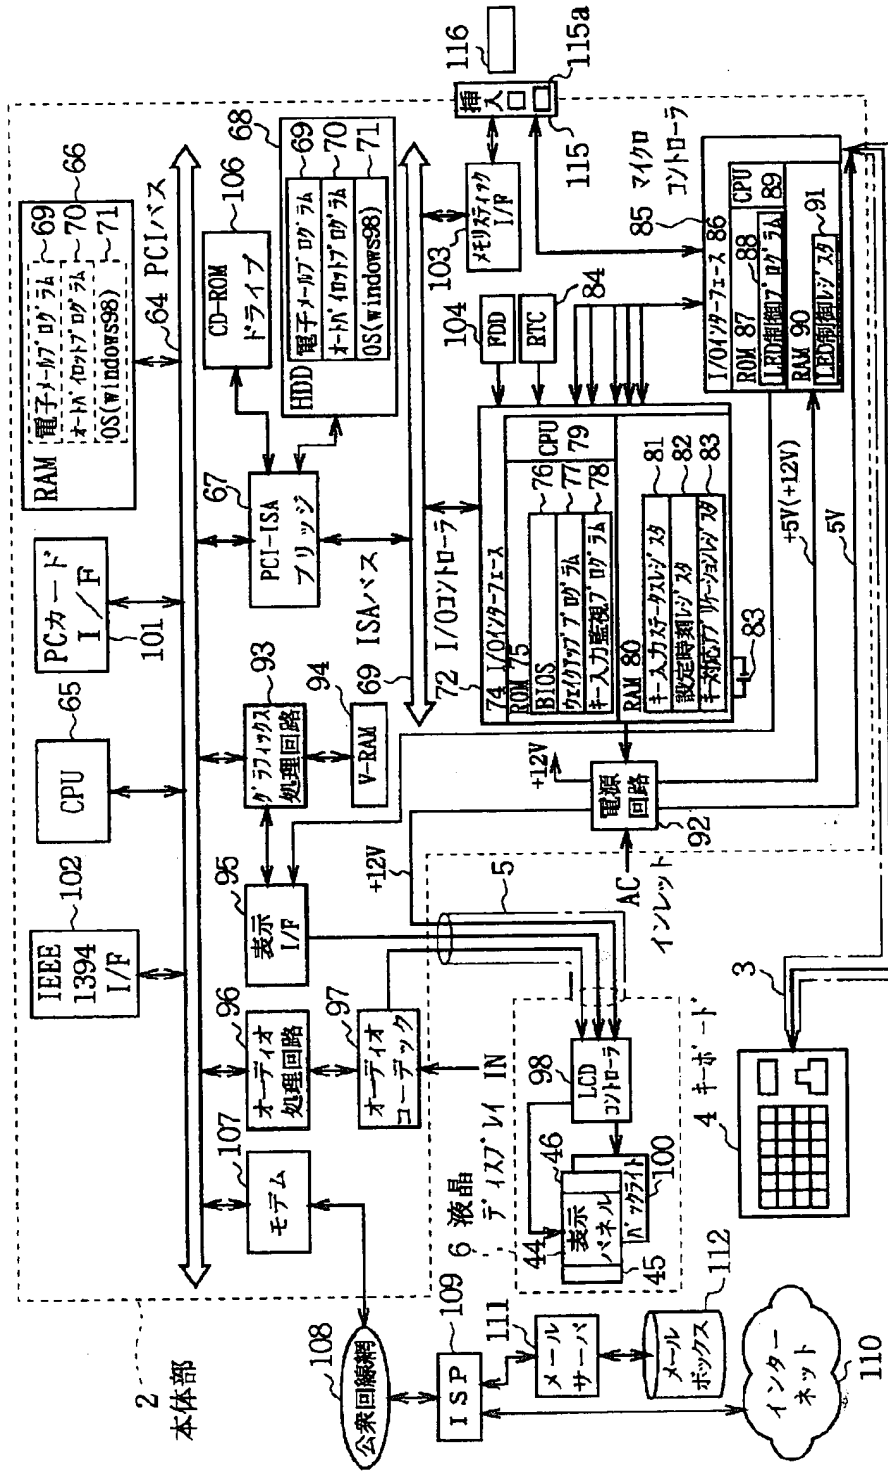 2
本体部
IEEE
1394
I/F
102
CPU
65
PCカード
I/F
101
RAM
66
電子メールプログラム 69
オートパイロットプログラム 70
OS(windows98) 71
64 PCIバス
107
モデム
96
オーディオ
処理回路
97
オーディオ
コーデック
95
表示
I/F
93
グラフィックス
処理回路
94
V-RAM
67
PCI-ISA
ブリッジ
CD-ROM
ドライブ
106
68
HDD
電子メールプログラム 69
オートパイロットプログラム 70
OS(windows98) 71
ISAバス
69
72 I/Oコントローラ
74 I/Oインターフェース
ROM 75
BIOS 76
ウェイクアッププログラム 77
キー入力監視プログラム 78
CPU
79
RAM 80
キー入力ステータスレジスタ 81
設定時刻レジスタ 82
キー対応アプリケーションレジスタ 83
83
104
FDD
RTC
84
103
メモリスティック
I/F
挿入口
115
115a
116
85 マイクロ
コントローラ
I/Oインターフェース 86
ROM 87
LED制御プログラム 88
CPU
89
RAM 90
LED制御レジスタ 91
電源
回路
92
+12V
+12V
+5V(+12V)
5V
AC
インレット
5
IN
6 液晶
ディスプレイ
98
LCD
コントローラ
44
表示
パネル
45
46
バックライト
100
3
4 キーボード
108
公衆回線網
109
ISP
111
メール
サーバ
112
メール
ボックス
インター
ネット
110